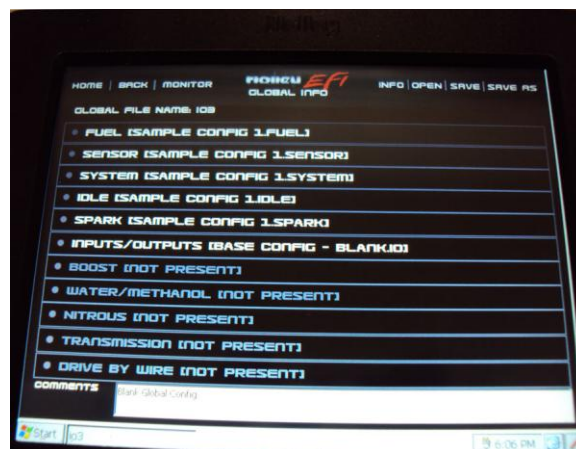 HOME | BACK | MONITOR
HOLLEY EFI
GLOBAL INFO
INFO | OPEN | SAVE | SAVE AS
GLOBAL FILE NAME: IO3
FUEL [SAMPLE CONFIG 1.FUEL]
SENSOR [SAMPLE CONFIG 1.SENSOR]
SYSTEM [SAMPLE CONFIG 1.SYSTEM]
IDLE [SAMPLE CONFIG 1.IDLE]
SPARK [SAMPLE CONFIG 1.SPARK]
INPUTS/OUTPUTS [BASE CONFIG - BLANK.IO]
BOOST [NOT PRESENT]
WATER/METHANOL [NOT PRESENT]
NITROUS [NOT PRESENT]
TRANSMISSION [NOT PRESENT]
DRIVE BY WIRE [NOT PRESENT]
COMMENTS
Blank Global Config
Start
io3
6:06 PM